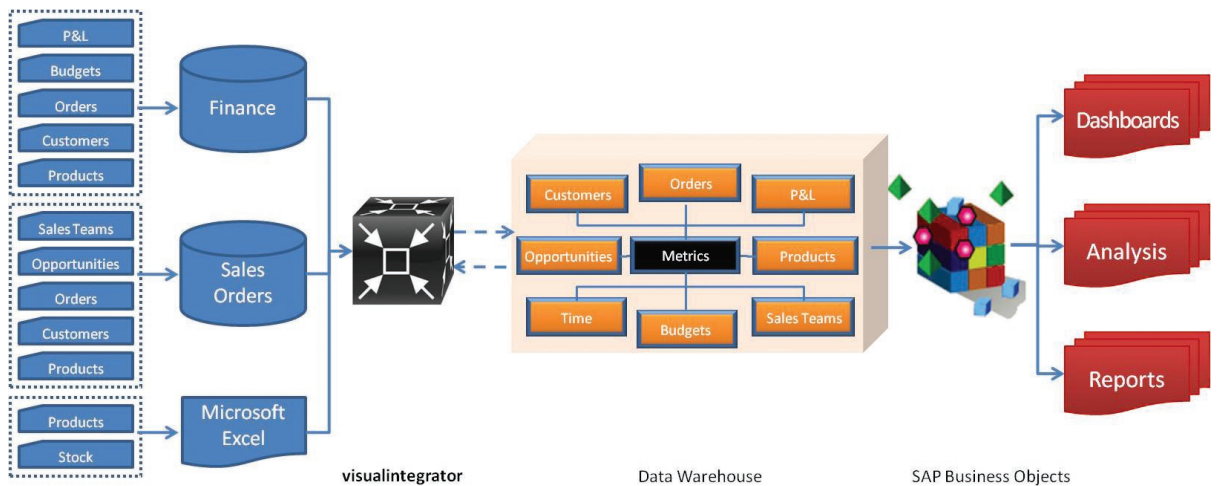 P&L
Budgets
Orders
Customers
Products
Finance
Sales Teams
Opportunities
Orders
Customers
Products
Sales
Orders
Products
Stock
Microsoft
Excel
visualintegrator
Customers
Orders
P&L
Opportunities
Metrics
Products
Time
Budgets
Sales Teams
Data Warehouse
SAP Business Objects
Dashboards
Analysis
Reports